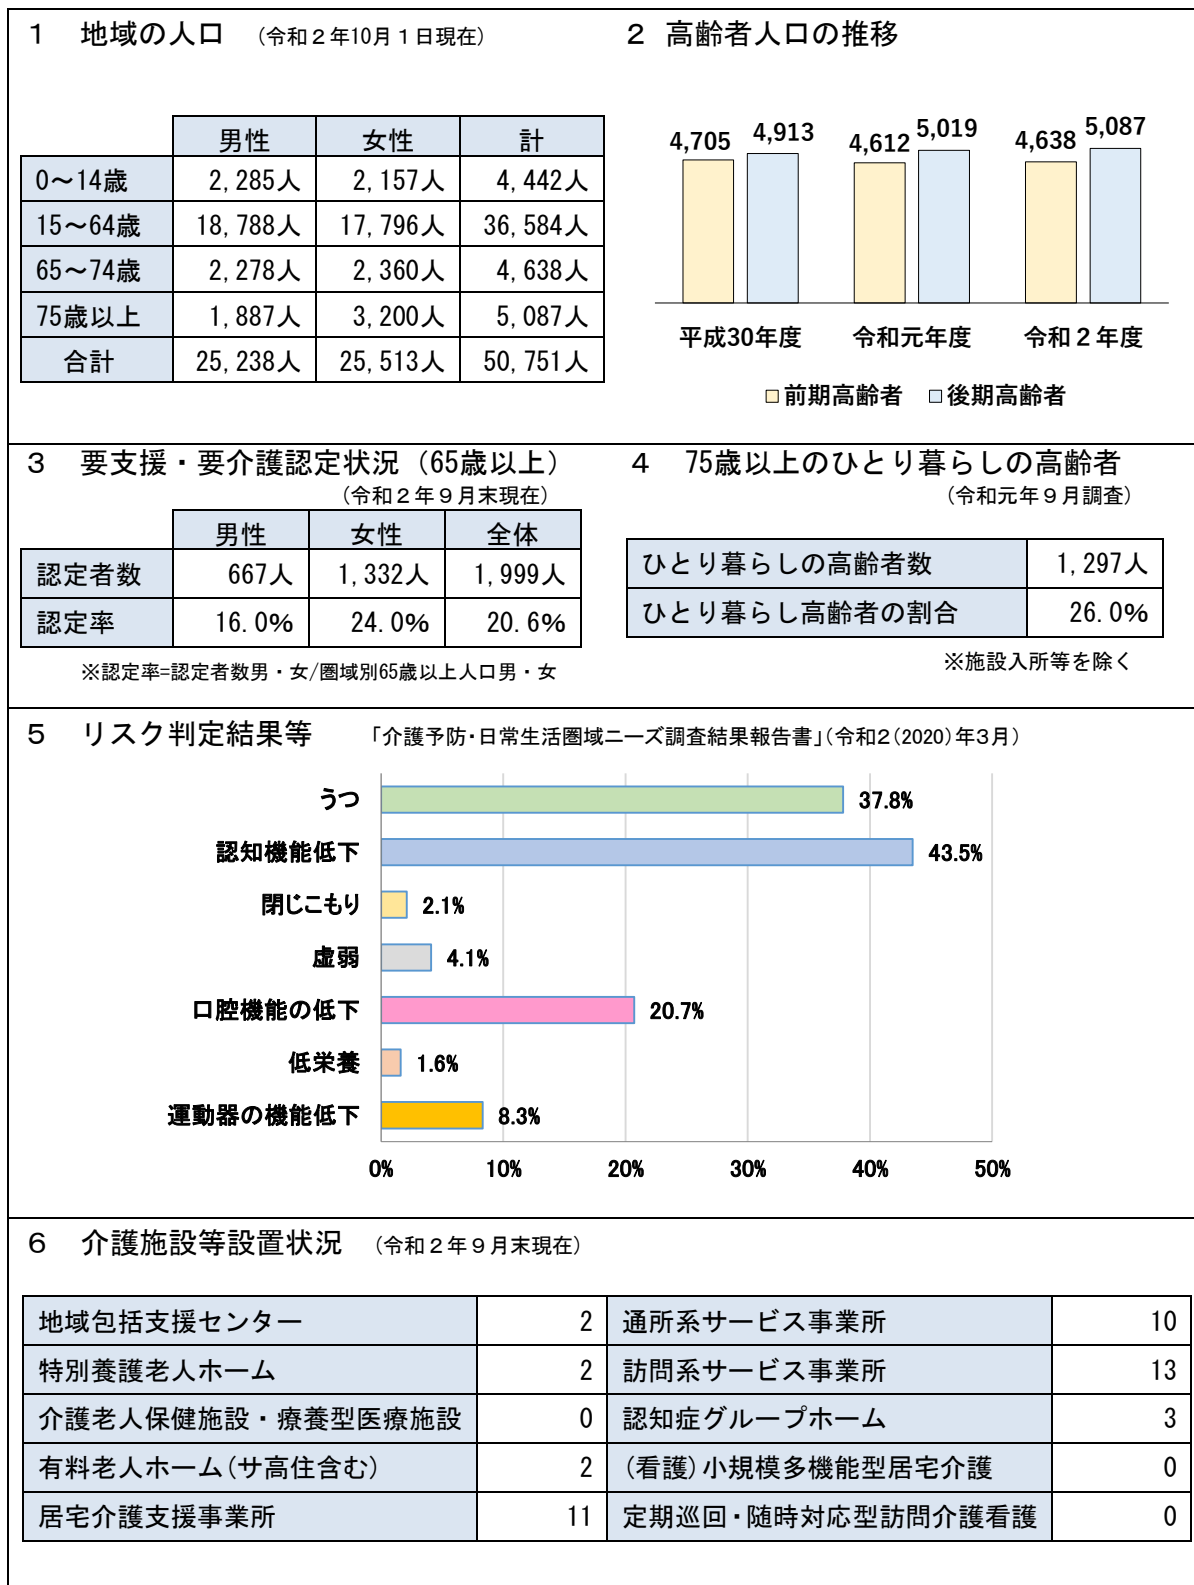 １　地域の人口　（令和２年10月１日現在）
男性 女性 計
0～14歳 2,285人 2,157人 4,442人
15～64歳 18,788人 17,796人 36,584人
65～74歳 2,278人 2,360人 4,638人
75歳以上 1,887人 3,200人 5,087人
合計 25,238人 25,513人 50,751人
２ 高齢者人口の推移
4,705 4,913 4,612 5,019 4,638 5,087
平成30年度 令和元年度 令和２年度
前期高齢者 後期高齢者
３　要支援・要介護認定状況（65歳以上）
（令和２年９月末現在）
男性 女性 全体
認定者数 667人 1,332人 1,999人
認定率 16.0% 24.0% 20.6%
※認定率=認定者数男・女/圏域別65歳以上人口男・女
４　75歳以上のひとり暮らしの高齢者
（令和元年９月調査）
ひとり暮らしの高齢者数 1,297人
ひとり暮らし高齢者の割合 26.0%
※施設入所等を除く
５　リスク判定結果等　「介護予防・日常生活圏域ニーズ調査結果報告書」（令和2（2020）年3月）
うつ 37.8%
認知機能低下 43.5%
閉じこもり 2.1%
虚弱 4.1%
口腔機能の低下 20.7%
低栄養 1.6%
運動器の機能低下 8.3%
0% 10% 20% 30% 40% 50%
６　介護施設等設置状況　（令和２年９月末現在）
地域包括支援センター 2 通所系サービス事業所 10
特別養護老人ホーム 2 訪問系サービス事業所 13
介護老人保健施設・療養型医療施設 0 認知症グループホーム 3
有料老人ホーム（サ高住含む） 2 （看護）小規模多機能型居宅介護 0
居宅介護支援事業所 11 定期巡回・随時対応型訪問介護看護 0